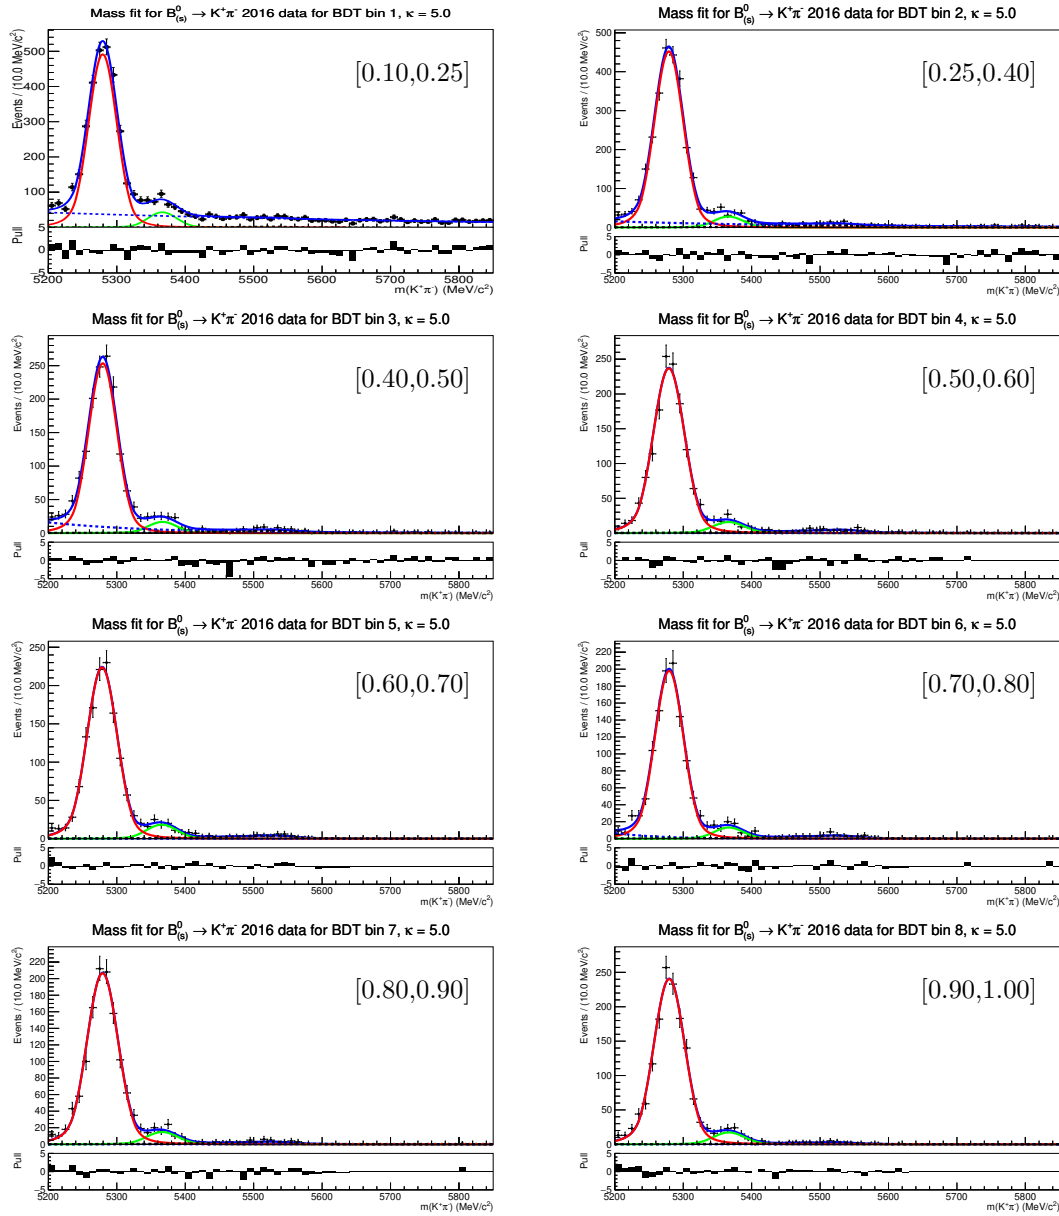 Mass fit for B⁰₍ₛ₎ → K⁺π⁻ 2016 data for BDT bin 1, κ = 5.0
Events / (10.0 MeV/c²)
500
400
300
200
100
[0.10,0.25]
Pull
5
0
−5
5200 5300 5400 5500 5600 5700 5800
m(K⁺π⁻) (MeV/c²)
Mass fit for B⁰₍ₛ₎ → K⁺π⁻ 2016 data for BDT bin 2, κ = 5.0
Events / (10.0 MeV/c²)
500
400
300
200
100
0
[0.25,0.40]
Pull
5
0
−5
5200 5300 5400 5500 5600 5700 5800
m(K⁺π⁻) (MeV/c²)
Mass fit for B⁰₍ₛ₎ → K⁺π⁻ 2016 data for BDT bin 3, κ = 5.0
Events / (10.0 MeV/c²)
250
200
150
100
50
0
[0.40,0.50]
Pull
5
0
−5
5200 5300 5400 5500 5600 5700 5800
m(K⁺π⁻) (MeV/c²)
Mass fit for B⁰₍ₛ₎ → K⁺π⁻ 2016 data for BDT bin 4, κ = 5.0
Events / (10.0 MeV/c²)
250
200
150
100
50
0
[0.50,0.60]
Pull
5
0
−5
5200 5300 5400 5500 5600 5700 5800
m(K⁺π⁻) (MeV/c²)
Mass fit for B⁰₍ₛ₎ → K⁺π⁻ 2016 data for BDT bin 5, κ = 5.0
Events / (10.0 MeV/c²)
250
200
150
100
50
0
[0.60,0.70]
Pull
5
0
−5
5200 5300 5400 5500 5600 5700 5800
m(K⁺π⁻) (MeV/c²)
Mass fit for B⁰₍ₛ₎ → K⁺π⁻ 2016 data for BDT bin 6, κ = 5.0
Events / (10.0 MeV/c²)
220
200
180
160
140
120
100
80
60
40
20
0
[0.70,0.80]
Pull
5
0
−5
5200 5300 5400 5500 5600 5700 5800
m(K⁺π⁻) (MeV/c²)
Mass fit for B⁰₍ₛ₎ → K⁺π⁻ 2016 data for BDT bin 7, κ = 5.0
Events / (10.0 MeV/c²)
220
200
180
160
140
120
100
80
60
40
20
0
[0.80,0.90]
Pull
5
0
−5
5200 5300 5400 5500 5600 5700 5800
m(K⁺π⁻) (MeV/c²)
Mass fit for B⁰₍ₛ₎ → K⁺π⁻ 2016 data for BDT bin 8, κ = 5.0
Events / (10.0 MeV/c²)
250
200
150
100
50
0
[0.90,1.00]
Pull
5
0
−5
5200 5300 5400 5500 5600 5700 5800
m(K⁺π⁻) (MeV/c²)